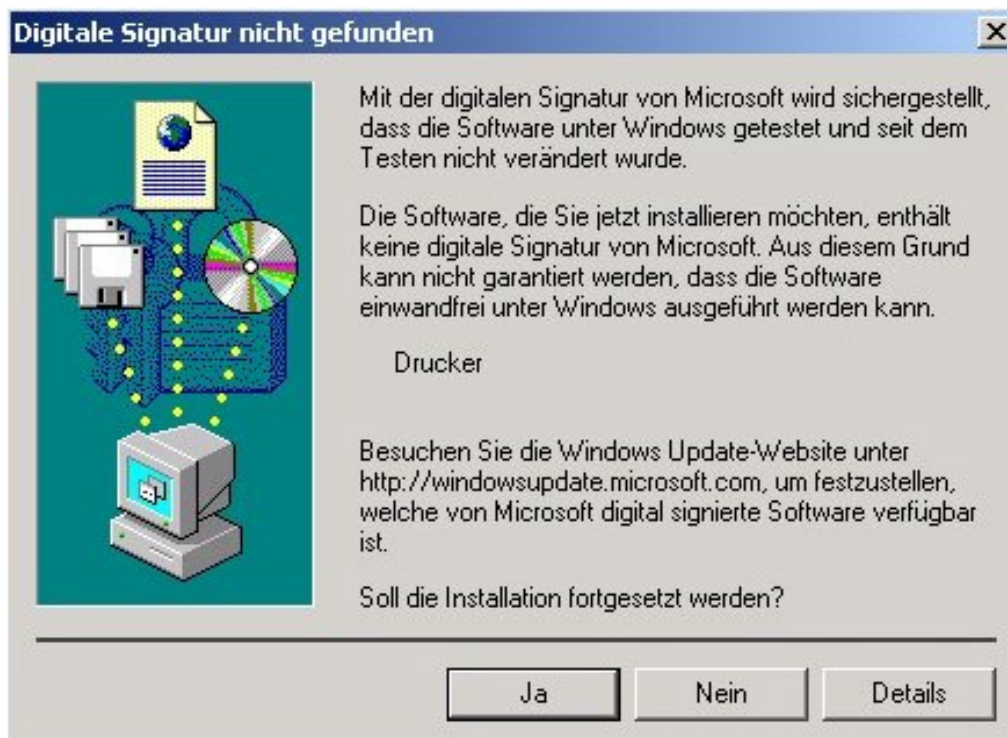 Digitale Signatur nicht gefunden
Mit der digitalen Signatur von Microsoft wird sichergestellt,
dass die Software unter Windows getestet und seit dem
Testen nicht verändert wurde.
Die Software, die Sie jetzt installieren möchten, enthält
keine digitale Signatur von Microsoft. Aus diesem Grund
kann nicht garantiert werden, dass die Software
einwandfrei unter Windows ausgeführt werden kann.
Drucker
Besuchen Sie die Windows Update-Website unter
http://windowsupdate.microsoft.com, um festzustellen,
welche von Microsoft digital signierte Software verfügbar
ist.
Soll die Installation fortgesetzt werden?
Ja Nein Details